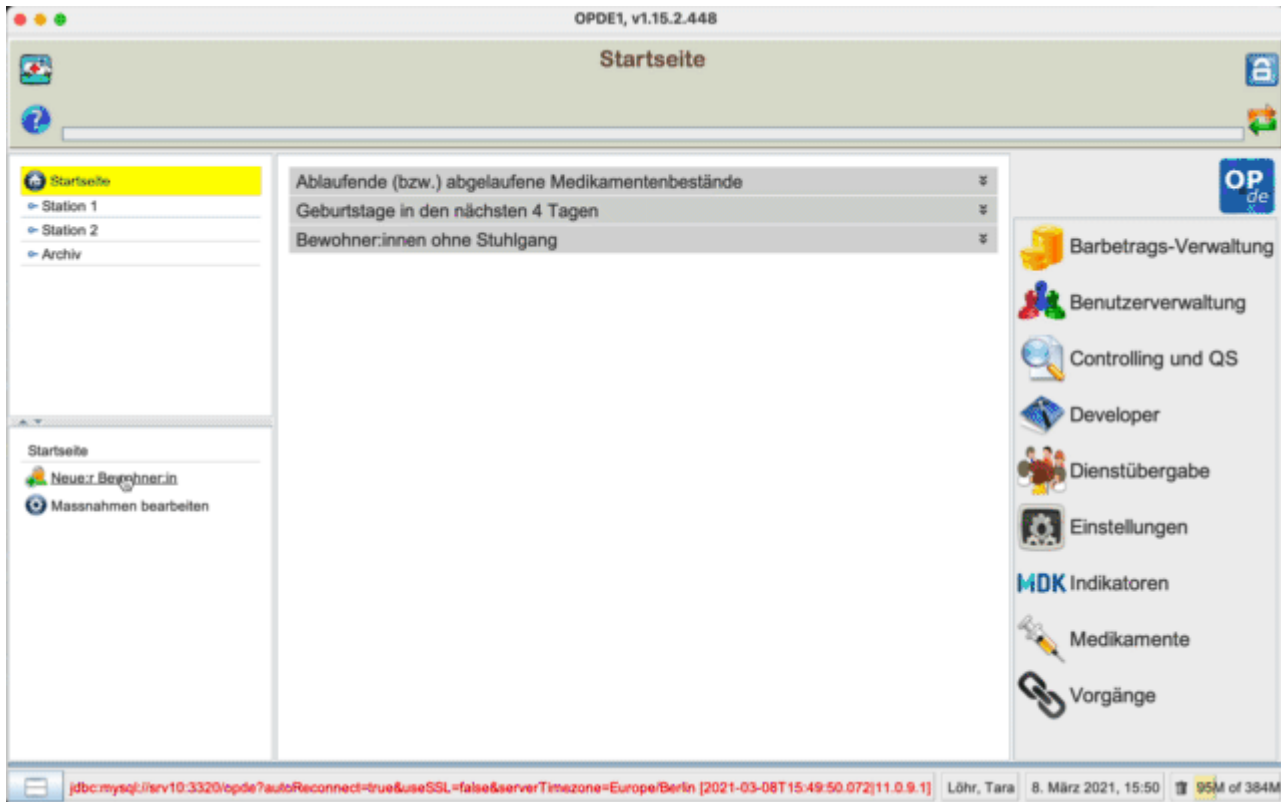 OPDE1, v1.15.2.448
Startseite
Startseite
Station 1
Station 2
Archiv
Ablaufende (bzw.) abgelaufene Medikamentenbestände
Geburtstage in den nächsten 4 Tagen
Bewohner:innen ohne Stuhlgang
OP
de
Barbetrags-Verwaltung
Benutzerverwaltung
Controlling und QS
Developer
Dienstübergabe
Einstellungen
MDK Indikatoren
Medikamente
Vorgänge
Startseite
Neue:r Bewohner:in
Massnahmen bearbeiten
jdbc:mysql://srv10:3320/opde?autoReconnect=true&useSSL=false&serverTimezone=Europe/Berlin [2021-03-08T15:49:50.072|11.0.9.1]
Löhr, Tara
8. März 2021, 15:50
95M of 384M